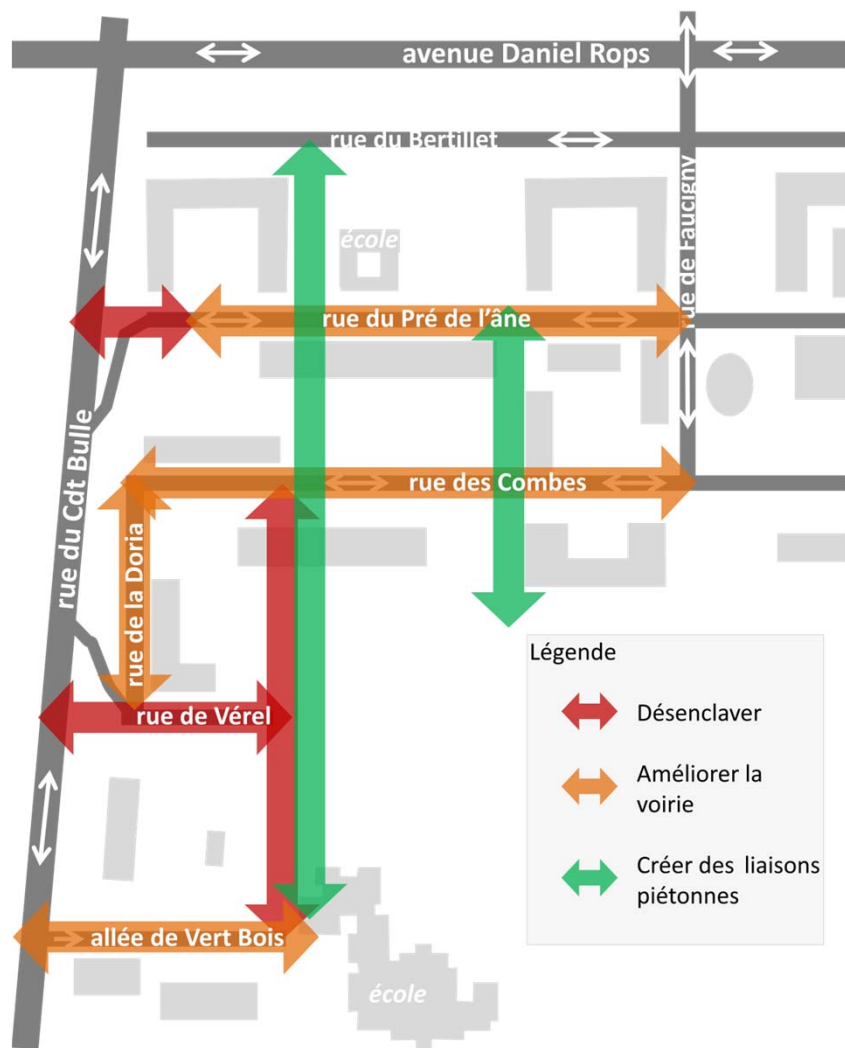 avenue Daniel Rops
rue du Bertillet
rue de Faucigny
école
rue du Pré de l'âne
rue du Cdt Bulle
rue des Combes
rue de la Doria
rue de Vérel
allée de Vert Bois
école
Légende
Désenclaver
Améliorer la
voirie
Créer des liaisons
piétonnes